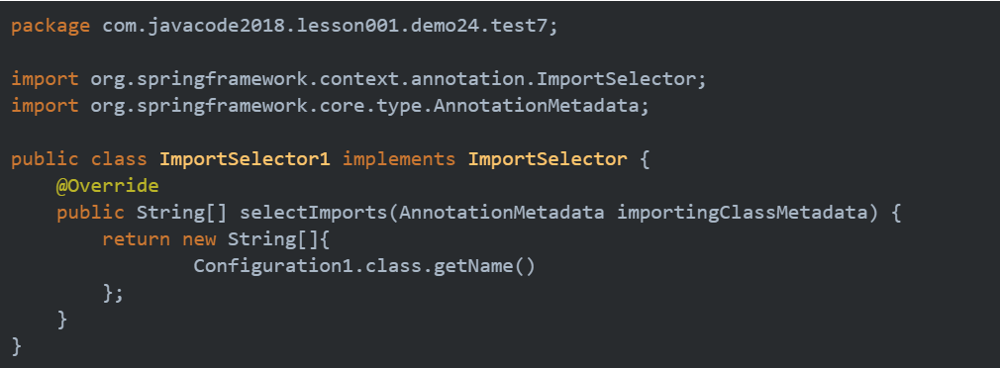 package com.javacode2018.lesson001.demo24.test7;
import org.springframework.context.annotation.ImportSelector;
import org.springframework.core.type.AnnotationMetadata;
public class ImportSelector1 implements ImportSelector {
    @Override
    public String[] selectImports(AnnotationMetadata importingClassMetadata) {
        return new String[]{
                Configuration1.class.getName()
        };
    }
}